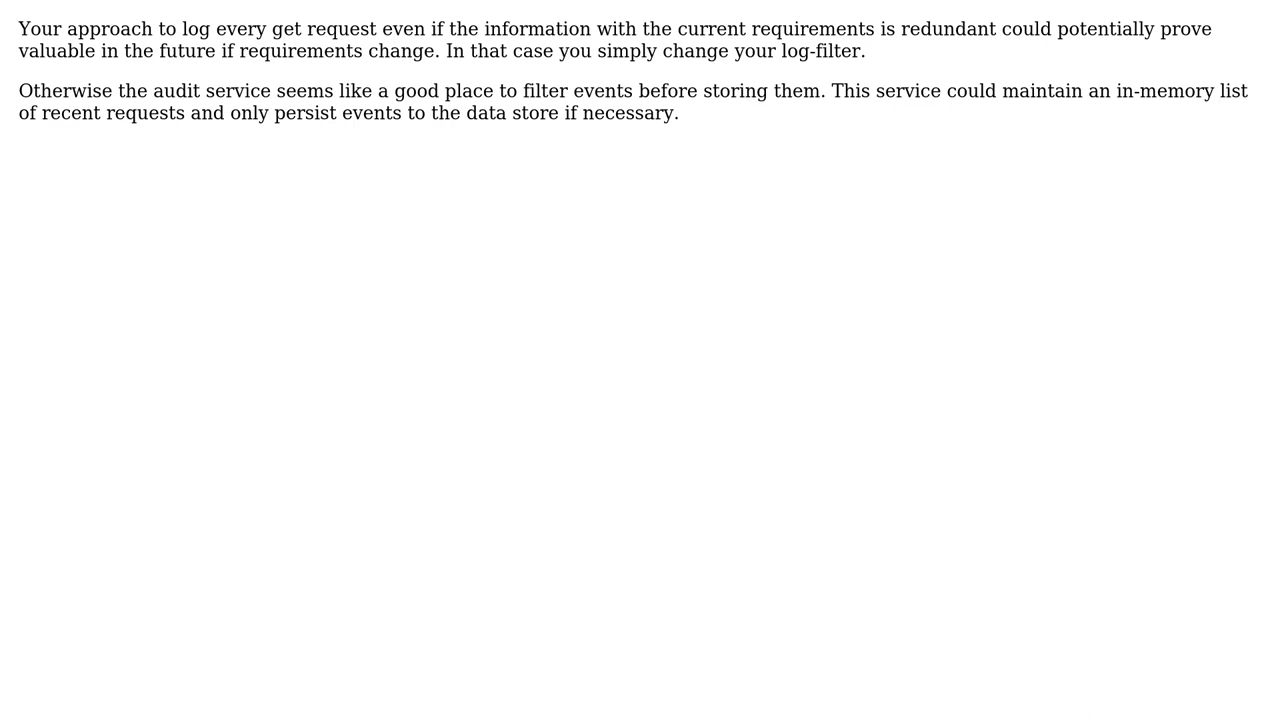 Your approach to log every get request even if the information with the current requirements is redundant could potentially prove
valuable in the future if requirements change. In that case you simply change your log-filter.
Otherwise the audit service seems like a good place to filter events before storing them. This service could maintain an in-memory list
of recent requests and only persist events to the data store if necessary.